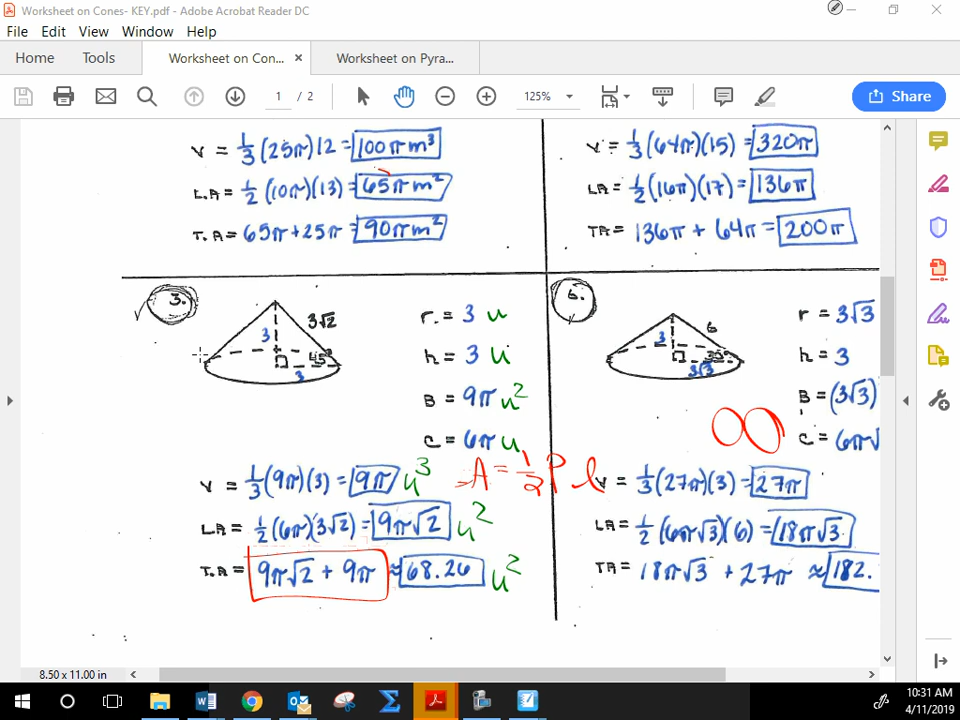 Worksheet on Cones- KEY.pdf - Adobe Acrobat Reader DC
File Edit View Window Help
Home Tools Worksheet on Con... × Worksheet on Pyra...
1 / 2 125% Share
V = 1/3 (25π)12 = 100π m³
L.A = 1/2 (10π)(13) = 65π m²
T.A = 65π+25π = 90π m²
V = 1/3 (64π)(15) = 320π
LA = 1/2 (16π)(17) = 136π
TA = 136π + 64π = 200π
3.
3√2
3
45°
3
r = 3 u
h = 3 u
B = 9π u²
C = 6π u
V = 1/3 (9π)(3) = 9π u³
LA = 1/2 (6π)(3√2) = 9π√2 u²
T.A = 9π√2 + 9π ≈ 68.26 u²
LA = 1/2 P l
6.
6
3
3√3
r = 3√3
h = 3
B = (3√3)
C = 6π√
V = 1/3 (27π)(3) = 27π
LA = 1/2 (6π√3)(6) = 18π√3
TA = 18π√3 + 27π ≈ 182.
8.50 x 11.00 in
10:31 AM
4/11/2019